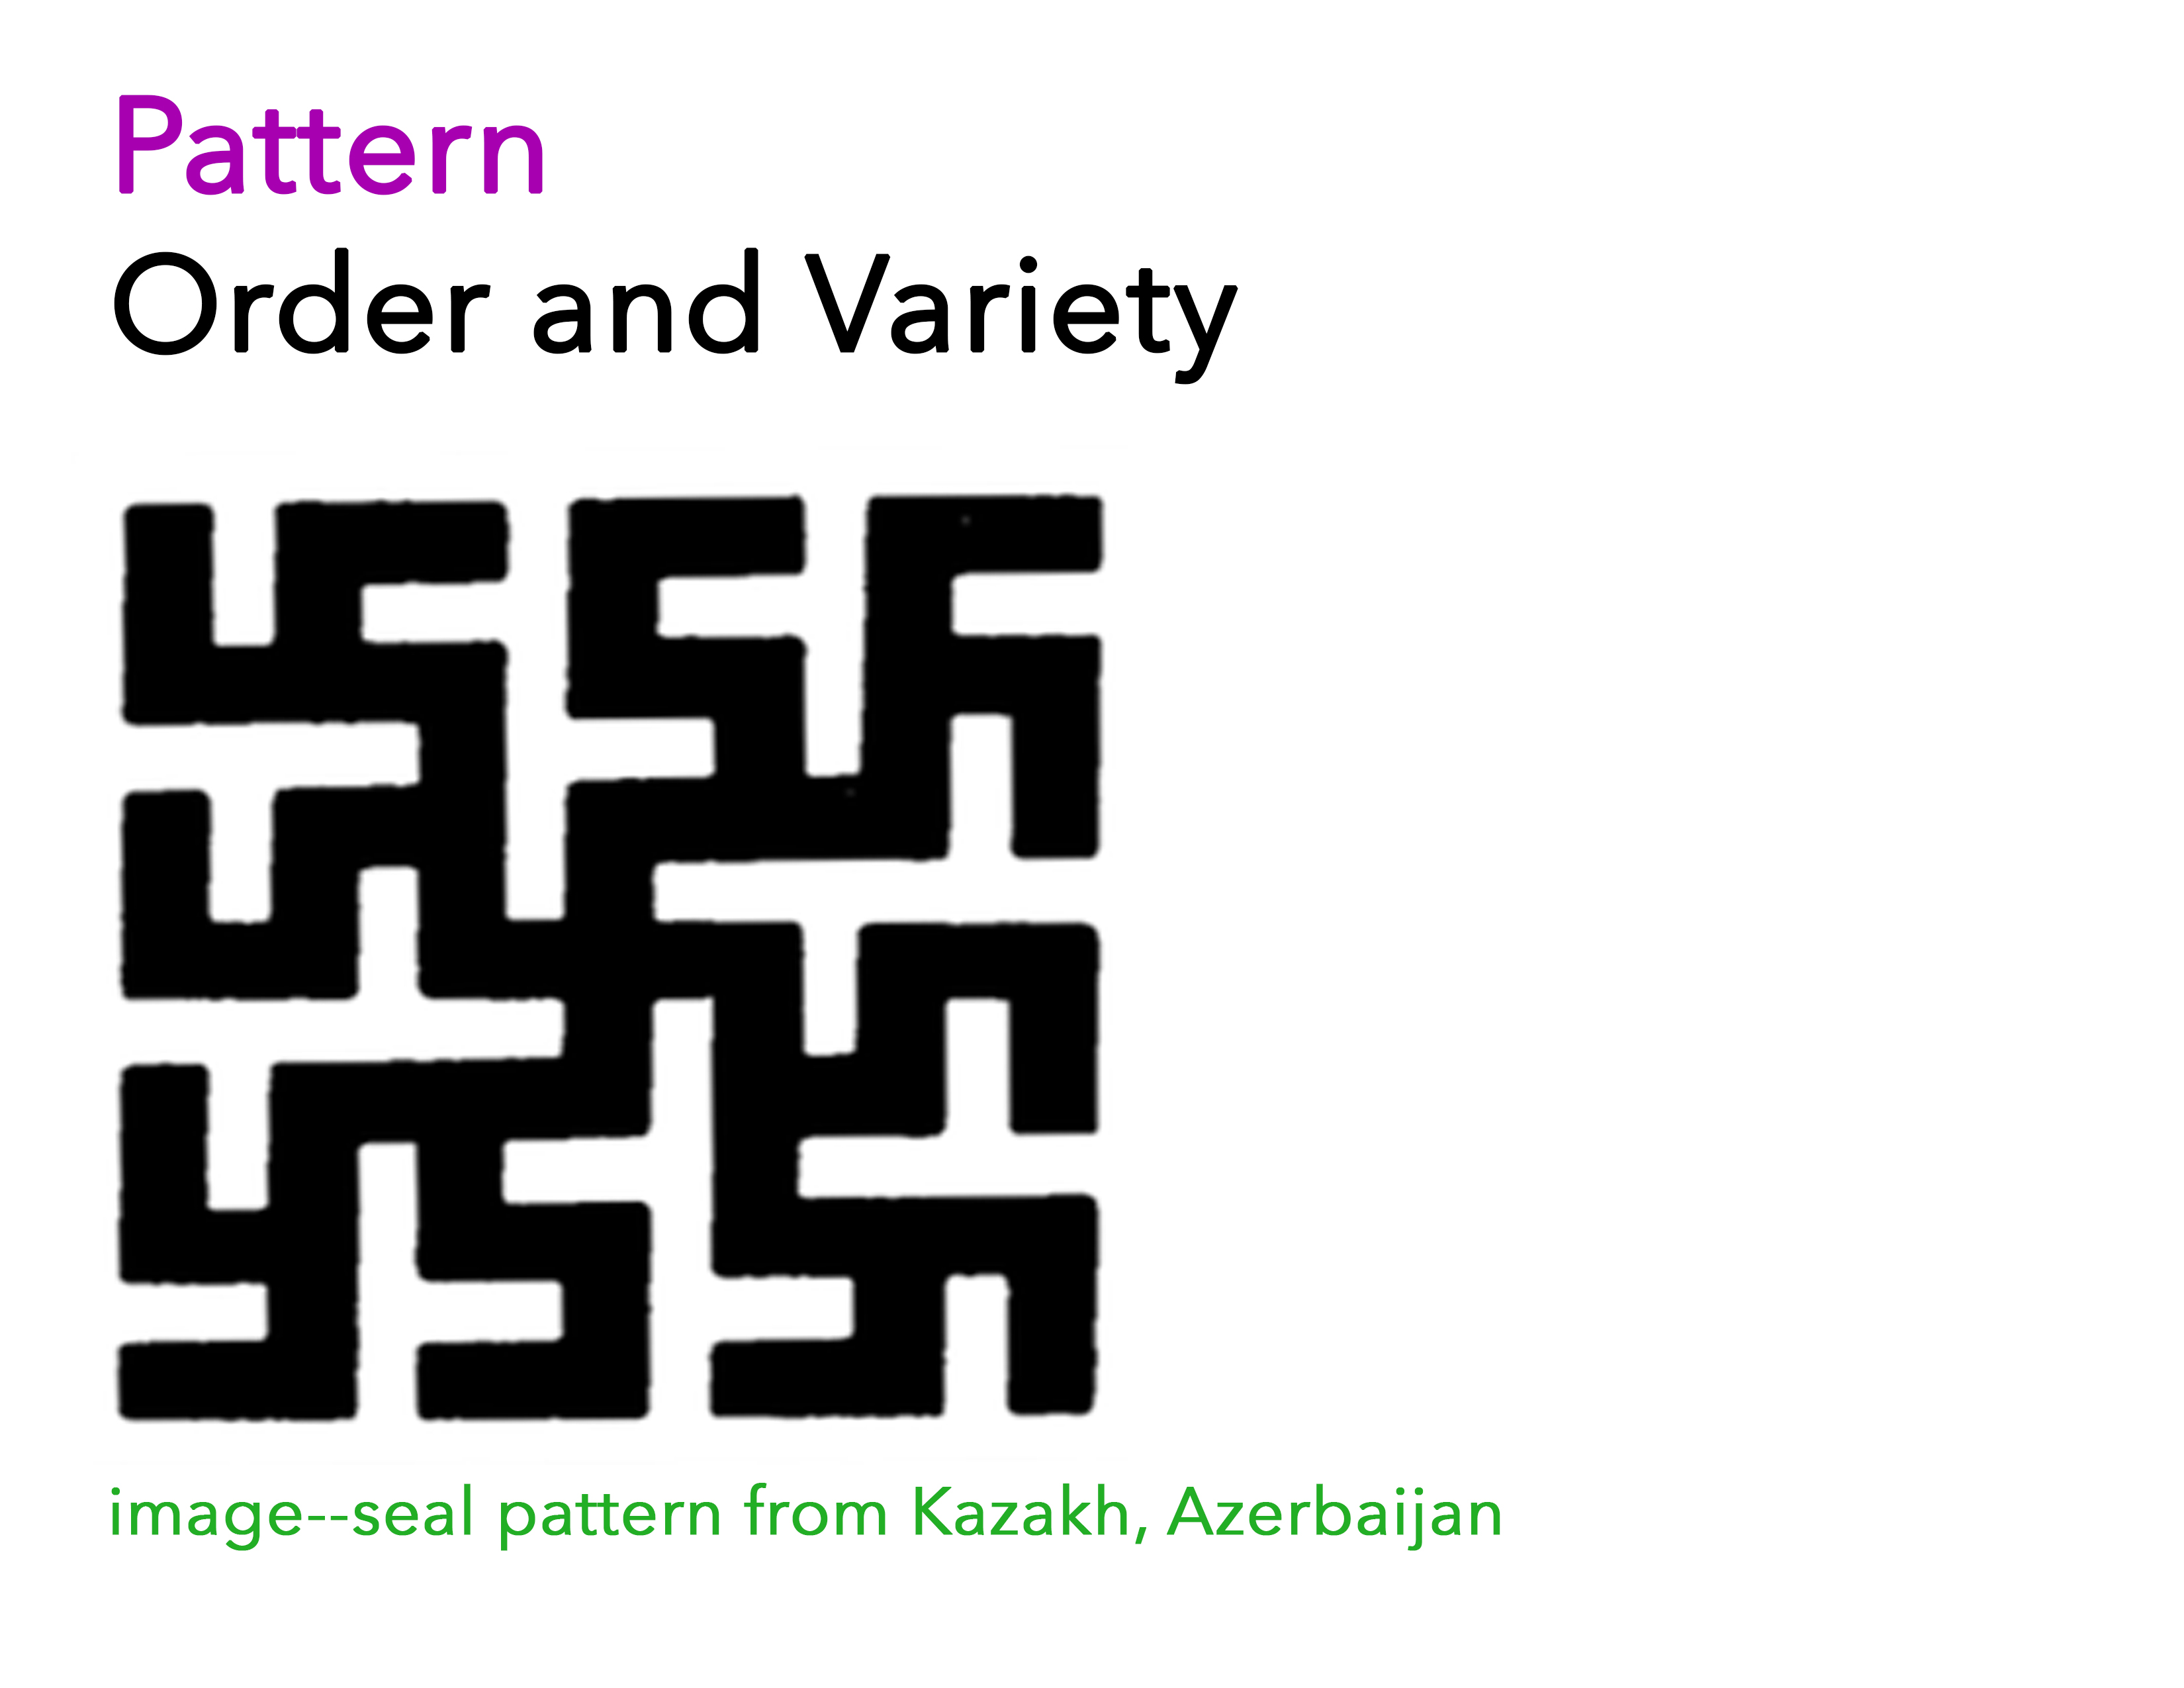 Pattern
Order and Variety
image--seal pattern from Kazakh, Azerbaijan